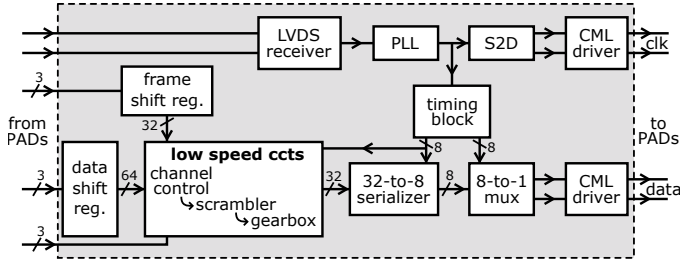 LVDS
receiver
PLL
S2D
CML
driver
clk
3
frame
shift reg.
timing
block
from
PADs
to
PADs
32
8
8
low speed ccts
channel
control
scrambler
gearbox
data
shift
reg.
3
64
32
32-to-8
serializer
8
8-to-1
mux
CML
driver
data
3